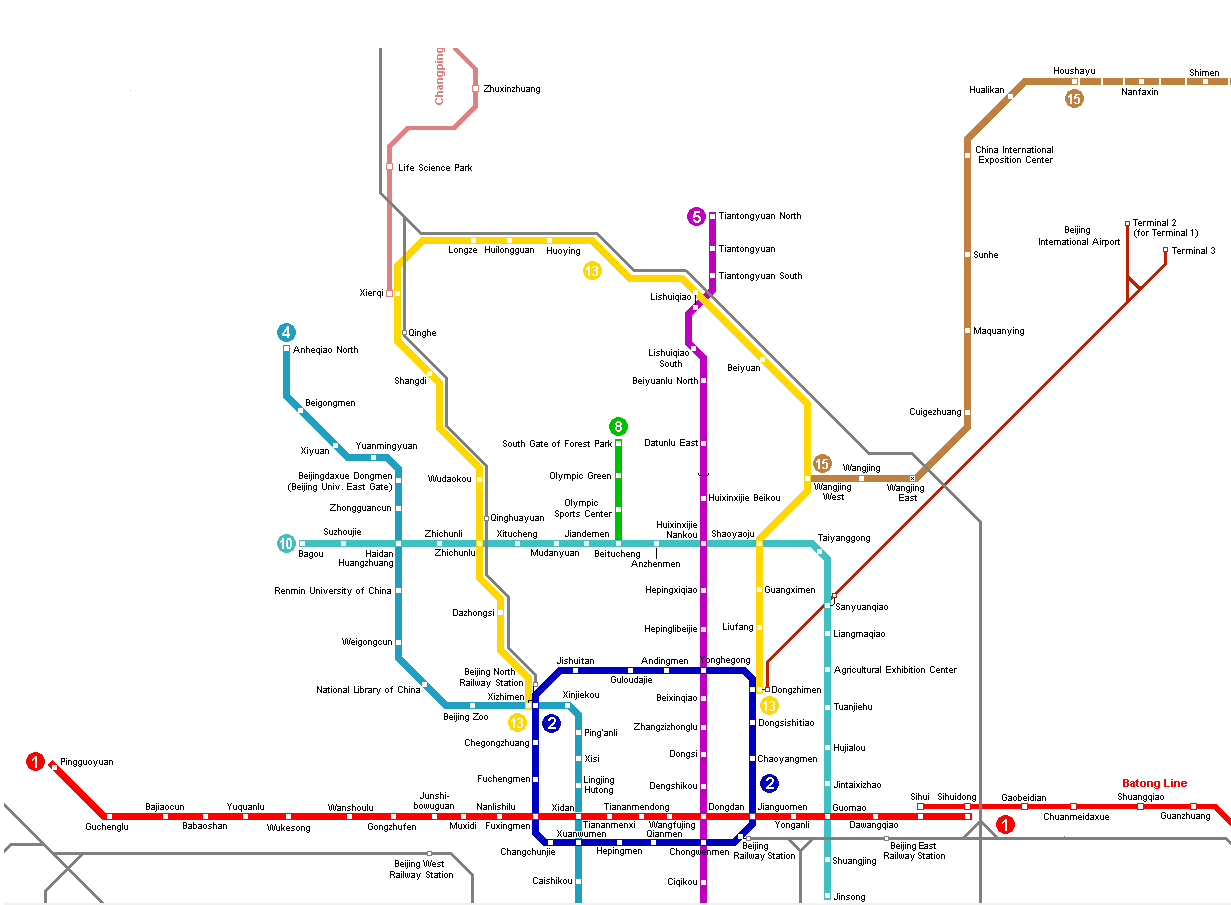 Changping
Zhuxinzhuang
Life Science Park
Houshayu
Shimen
Hualikan
15
Nanfaxin
China International
Exposition Center
5
Tiantongyuan North
Tiantongyuan
Tiantongyuan South
Terminal 2
(for Terminal 1)
Beijing
International Airport
Terminal 3
Longze
Huilongguan
Huoying
13
Sunhe
Xierqi
Lishuiqiao
4
Qinghe
Anheqiao North
Maquanying
Lishuiqiao
South
Beiyuan
Shangdi
Beiyuanlu North
Beigongmen
Cuigezhuang
8
Xiyuan
Yuanmingyuan
South Gate of Forest Park
Datunlu East
Beijingdaxue Dongmen
(Beijing Univ. East Gate)
Wudaokou
Olympic Green
15
Wangjing
Wangjing
West
Wangjing
East
Huixinxijie Beikou
Zhongguancun
Qinghuayuan
Olympic
Sports Center
Suzhoujie
Zhichunli
Xitucheng
Jiandemen
Huixinxijie
Nankou
Shaoyaoju
Taiyanggong
10
Bagou
Haidan
Huangzhuang
Zhichunlu
Mudanyuan
Beitucheng
Anzhenmen
Renmin University of China
Hepingxiqiao
Guangximen
Dazhongsi
Sanyuanqiao
Weigongcun
Hepinglibeijie
Liufang
Liangmaqiao
Jishuitan
Andingmen
Yonghegong
Beijing North
Railway Station
Guloudajie
Agricultural Exhibition Center
National Library of China
Xizhimen
Xinjiekou
Beixinqiao
Dongzhimen
Beijing Zoo
13
2
13
Tuanjiehu
Ping'anli
Zhangzizhonglu
Dongsishitiao
Chegongzhuang
Xisi
Dongsi
Chaoyangmen
Hujialou
1
Pingguoyuan
Fuchengmen
Lingjing
Hutong
Dengshikou
2
Jintaixizhao
Batong Line
Bajiaocun
Yuquanlu
Wanshoulu
Junshi-
bowuguan
Nanlishilu
Xidan
Tiananmendong
Dongdan
Jianguomen
Guomao
Sihui
Sihuidong
Gaobeidian
Shuangqiao
Guchenglu
Babaoshan
Wukesong
Gongzhufen
Muxidi
Fuxingmen
Tiananmenxi
Wangfujing
Yonganli
Dawangqiao
1
Chuanmeidaxue
Guanzhuang
Xuanwumen
Qianmen
Changchunjie
Hepingmen
Chongwenmen
Beijing
Railway Station
Beijing East
Railway Station
Beijing West
Railway Station
Shuangjing
Caishikou
Ciqikou
Jinsong